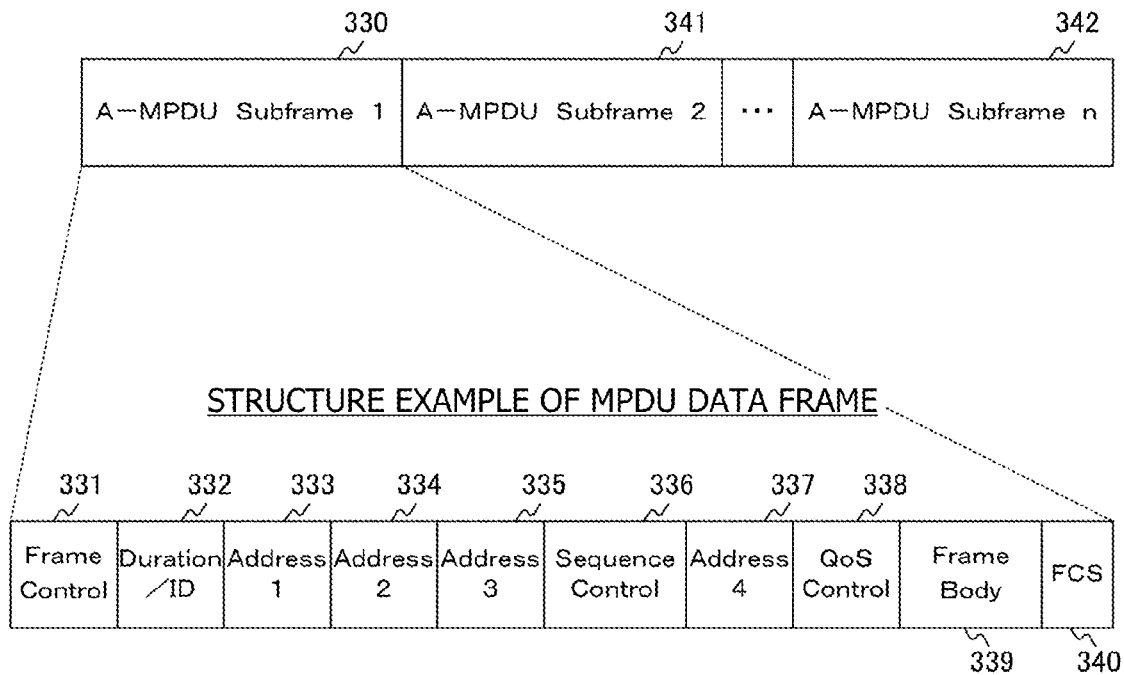 330 341 342
A-MPDU Subframe 1 A-MPDU Subframe 2 ··· A-MPDU Subframe n
STRUCTURE EXAMPLE OF MPDU DATA FRAME
331 332 333 334 335 336 337 338
Frame Duration Address Address Address Sequence Address QoS Frame FCS
Control /ID 1 2 3 Control 4 Control Body
339 340